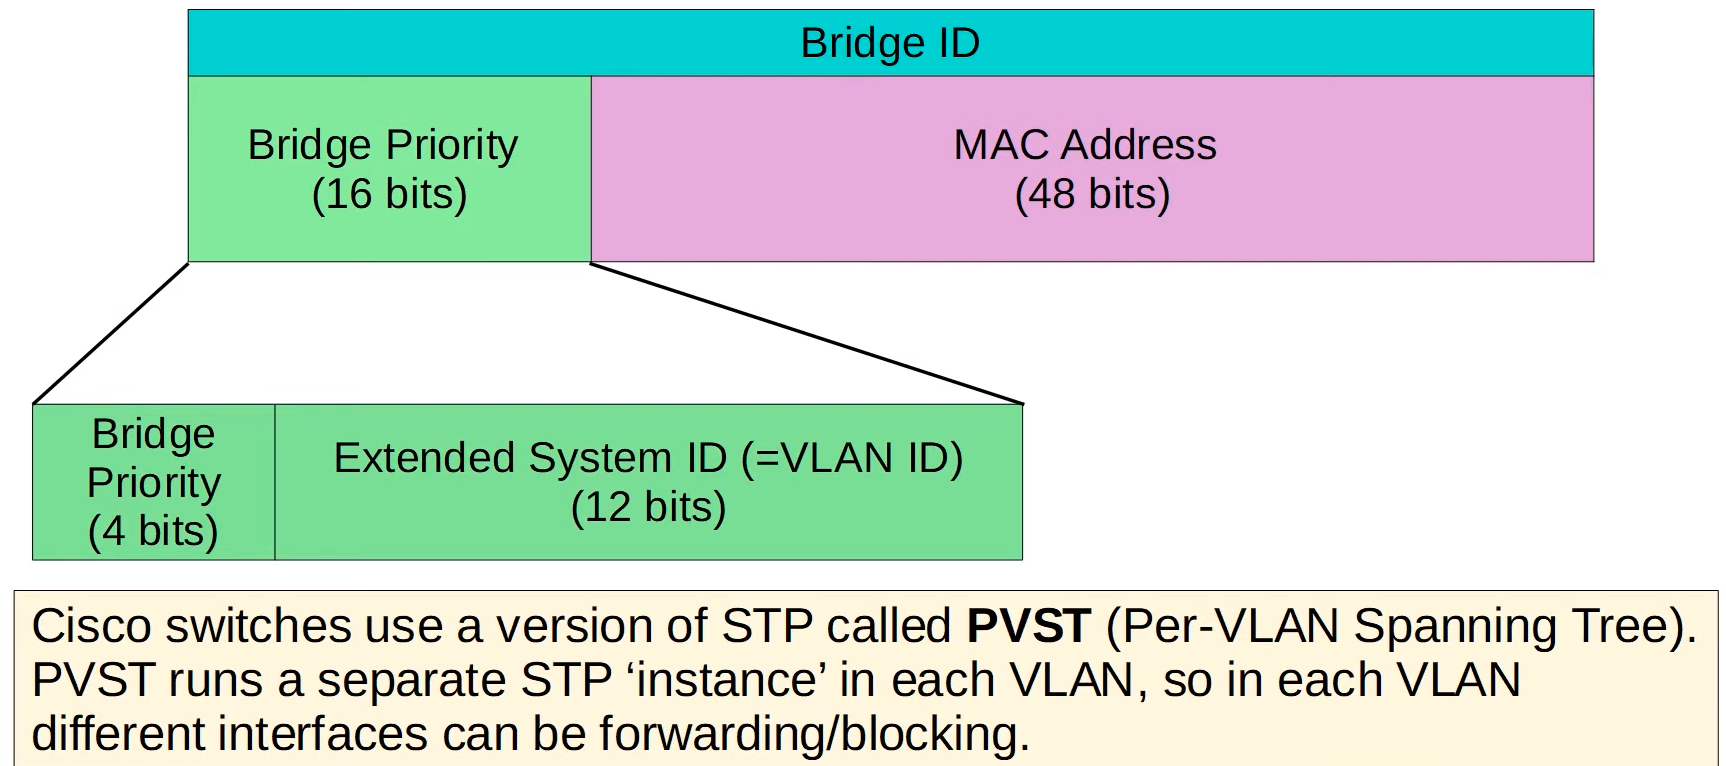 Bridge ID
Bridge Priority
(16 bits)
MAC Address
(48 bits)
Bridge
Priority
(4 bits)
Extended System ID (=VLAN ID)
(12 bits)
Cisco switches use a version of STP called PVST (Per-VLAN Spanning Tree).
PVST runs a separate STP ‘instance’ in each VLAN, so in each VLAN
different interfaces can be forwarding/blocking.